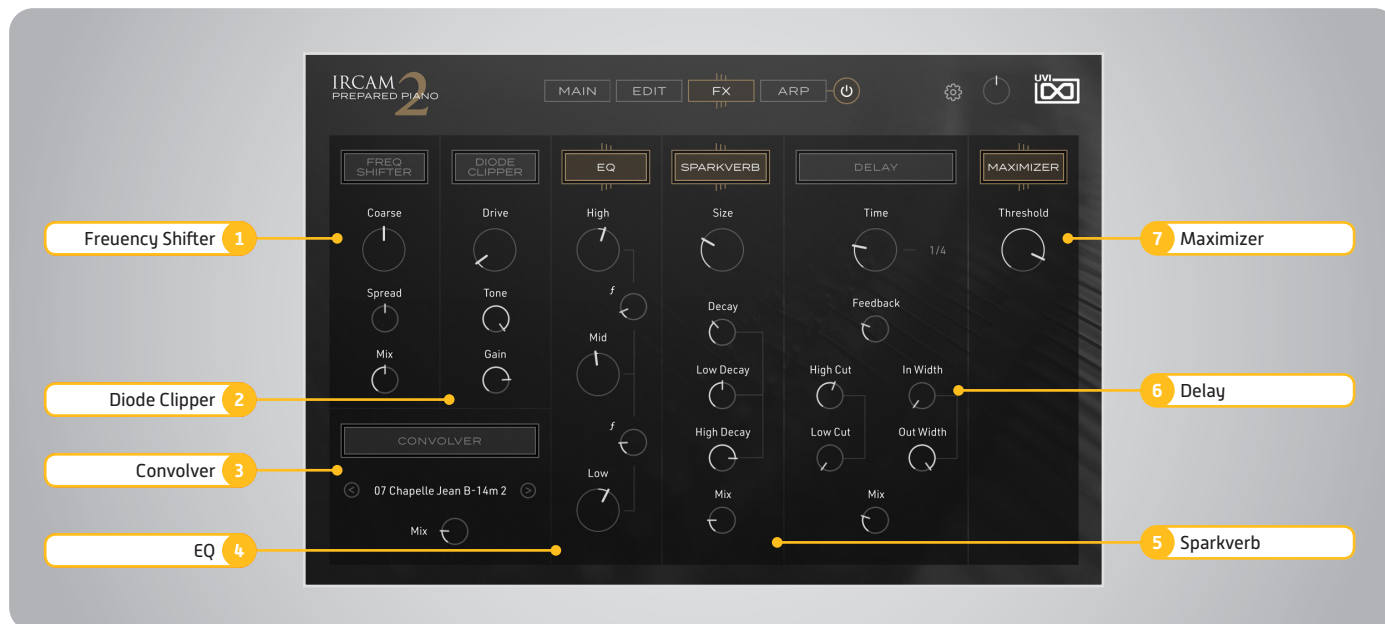 IRCAM 2
PREPARED PIANO
MAIN
EDIT
FX
ARP
UVI
FREQ
SHIFTER
Coarse
Spread
Mix
DIODE
CLIPPER
Drive
Tone
Gain
CONVOLVER
< 07 Chapelle Jean B-14m 2 >
Mix
EQ
High
f
Mid
f
Low
SPARKVERB
Size
Decay
Low Decay
High Decay
Mix
DELAY
Time
1/4
Feedback
High Cut
In Width
Low Cut
Out Width
Mix
MAXIMIZER
Threshold
Freuency Shifter 1
Diode Clipper 2
Convolver 3
EQ 4
5 Sparkverb
6 Delay
7 Maximizer